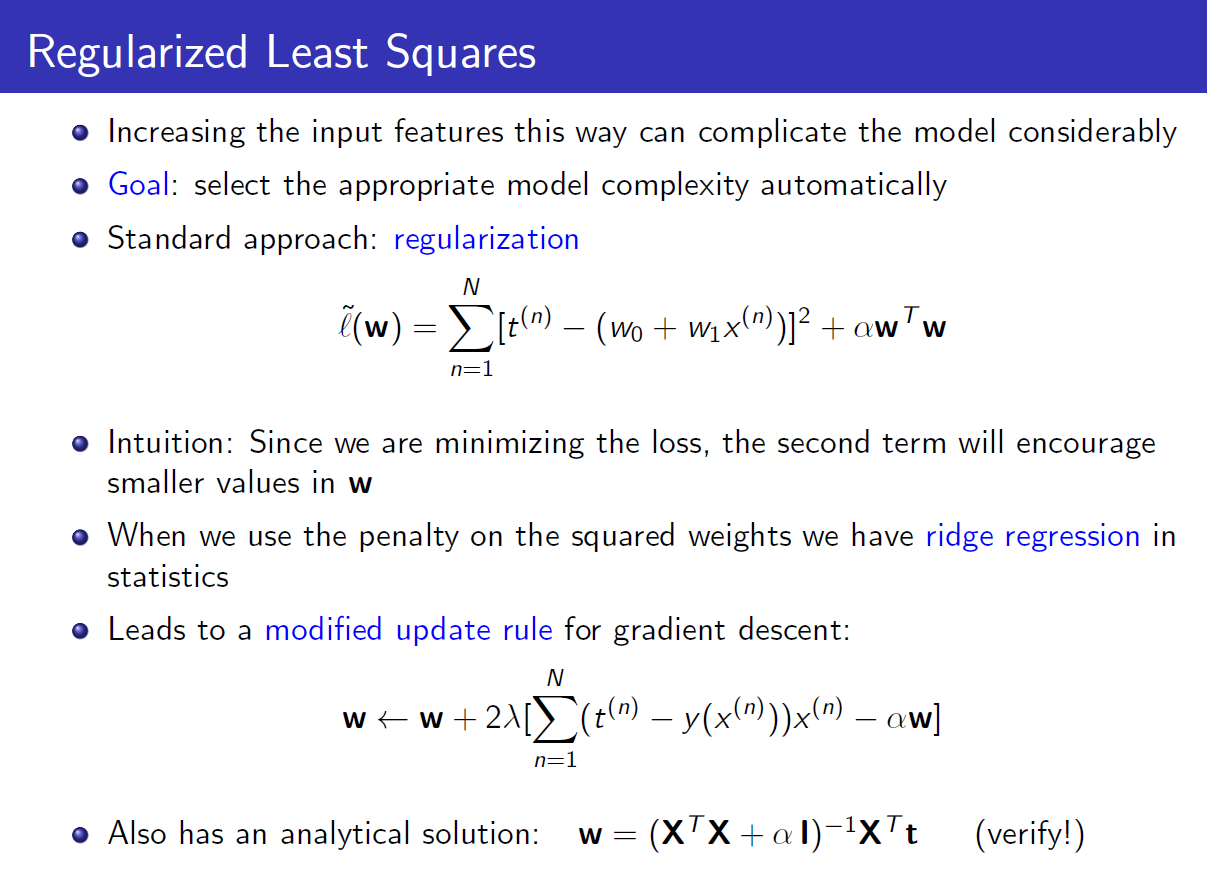 Regularized Least Squares
Increasing the input features this way can complicate the model considerably
Goal: select the appropriate model complexity automatically
Standard approach: regularization
ℓ̃(w) = ∑_{n=1}^{N} [t^{(n)} − (w_0 + w_1 x^{(n)})]^2 + αw^T w
Intuition: Since we are minimizing the loss, the second term will encourage
smaller values in w
When we use the penalty on the squared weights we have ridge regression in
statistics
Leads to a modified update rule for gradient descent:
w ← w + 2λ[∑_{n=1}^{N} (t^{(n)} − y(x^{(n)}))x^{(n)} − αw]
Also has an analytical solution: w = (X^T X + α I)^{−1} X^T t (verify!)